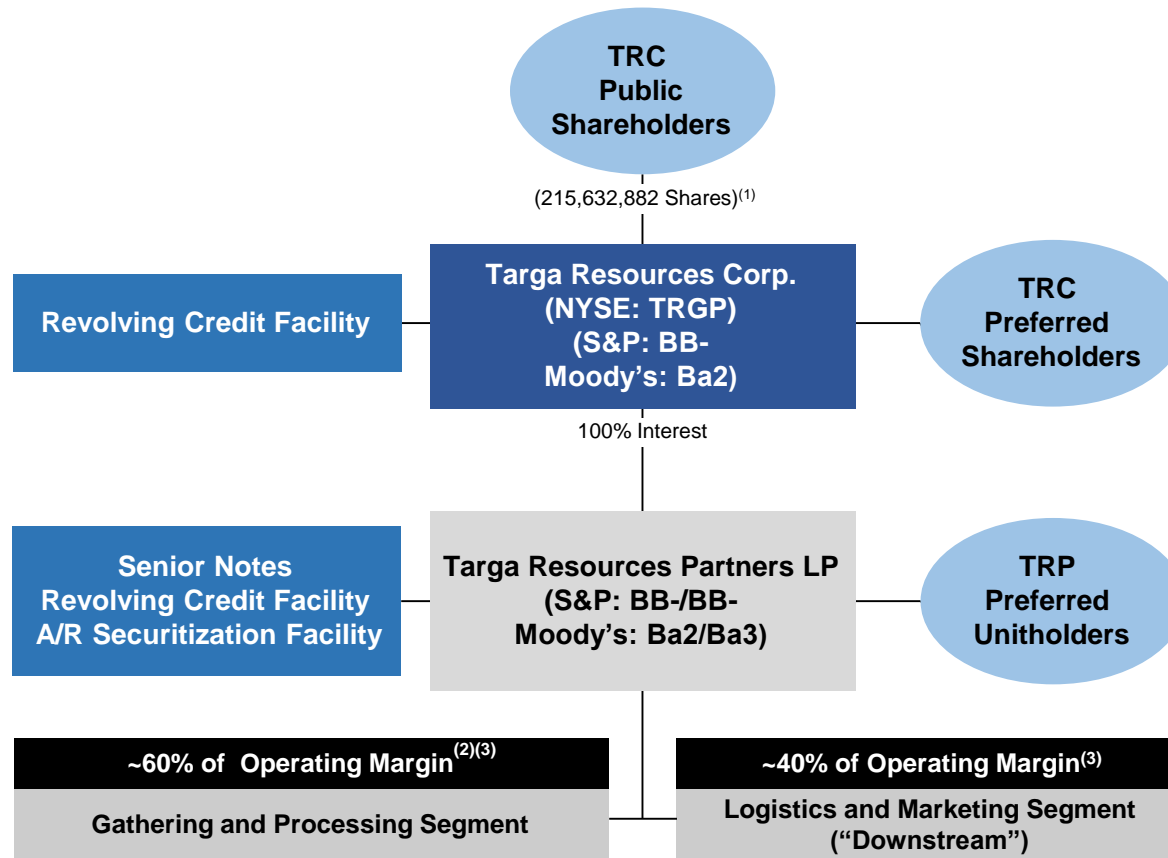 TRC
Public
Shareholders
(215,632,882 Shares)(1)
Revolving Credit Facility
Targa Resources Corp.
(NYSE: TRGP)
(S&P: BB-
Moody’s: Ba2)
TRC
Preferred
Shareholders
100% Interest
Senior Notes
Revolving Credit Facility
A/R Securitization Facility
Targa Resources Partners LP
(S&P: BB-/BB-
Moody’s: Ba2/Ba3)
TRP
Preferred
Unitholders
~60% of Operating Margin(2)(3)
Gathering and Processing Segment
~40% of Operating Margin(3)
Logistics and Marketing Segment
(“Downstream”)